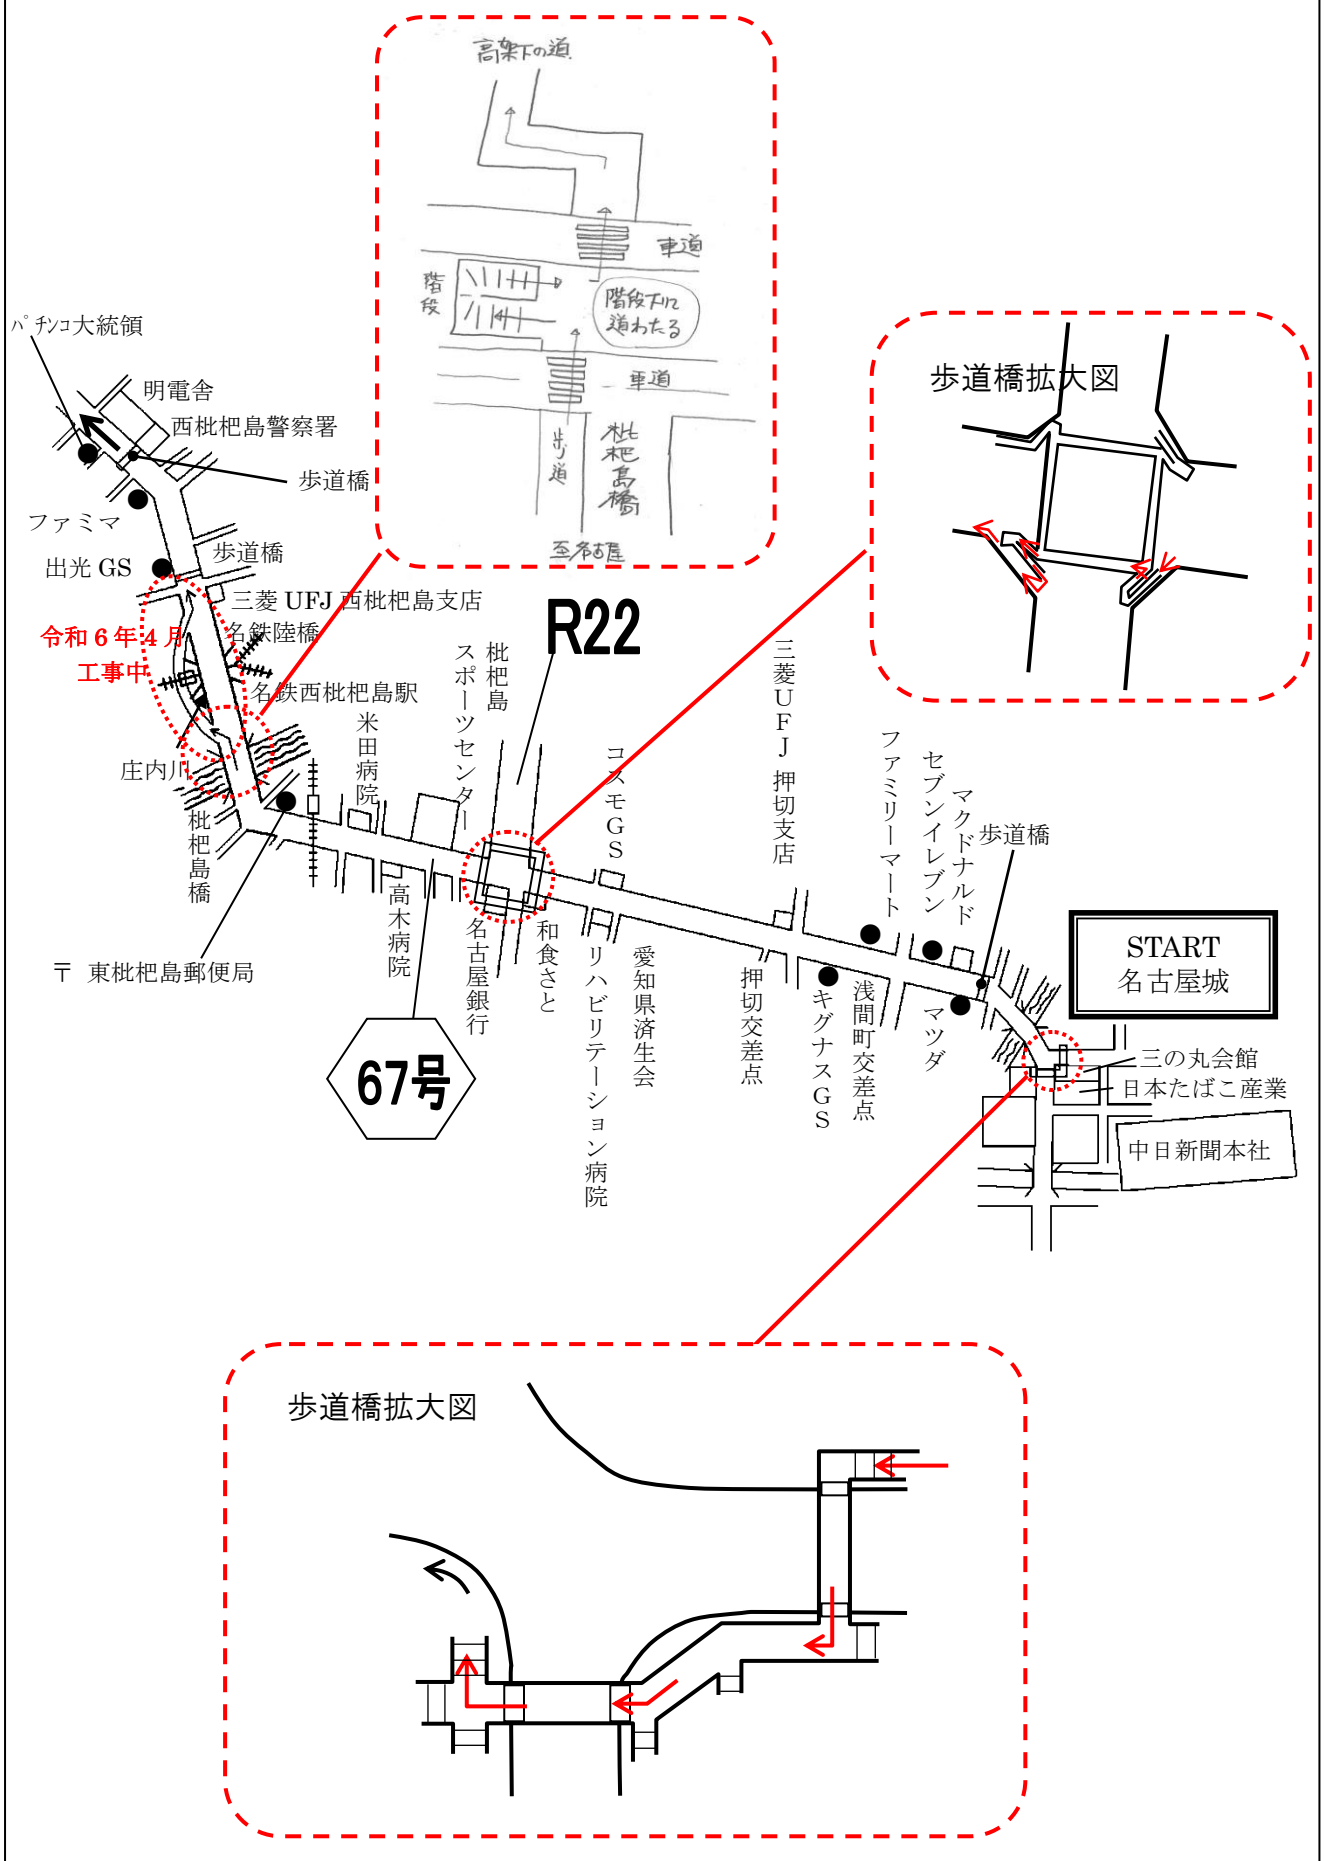 高架下の道
車道
階段
階段下りて
道わたる
車道
歩道
枇杷島橋
至名古屋
歩道橋拡大図
パチンコ大統領
明電舎
西枇杷島警察署
歩道橋
ファミマ
出光 GS
歩道橋
三菱 UFJ 西枇杷島支店
令和 6 年 4 月
工事中
名鉄陸橋
名鉄西枇杷島駅
庄内川
枇杷島橋
〒 東枇杷島郵便局
米田病院
高木病院
枇杷島
スポーツセンター
R22
67号
名古屋銀行
和食さと
コスモGS
リハビリテーション病院
愛知県済生会
三菱UFJ 押切支店
押切交差点
ファミリーマート
キグナスGS
浅間町交差点
セブンイレブン
マクドナルド
マツダ
歩道橋
START
名古屋城
三の丸会館
日本たばこ産業
中日新聞本社
歩道橋拡大図